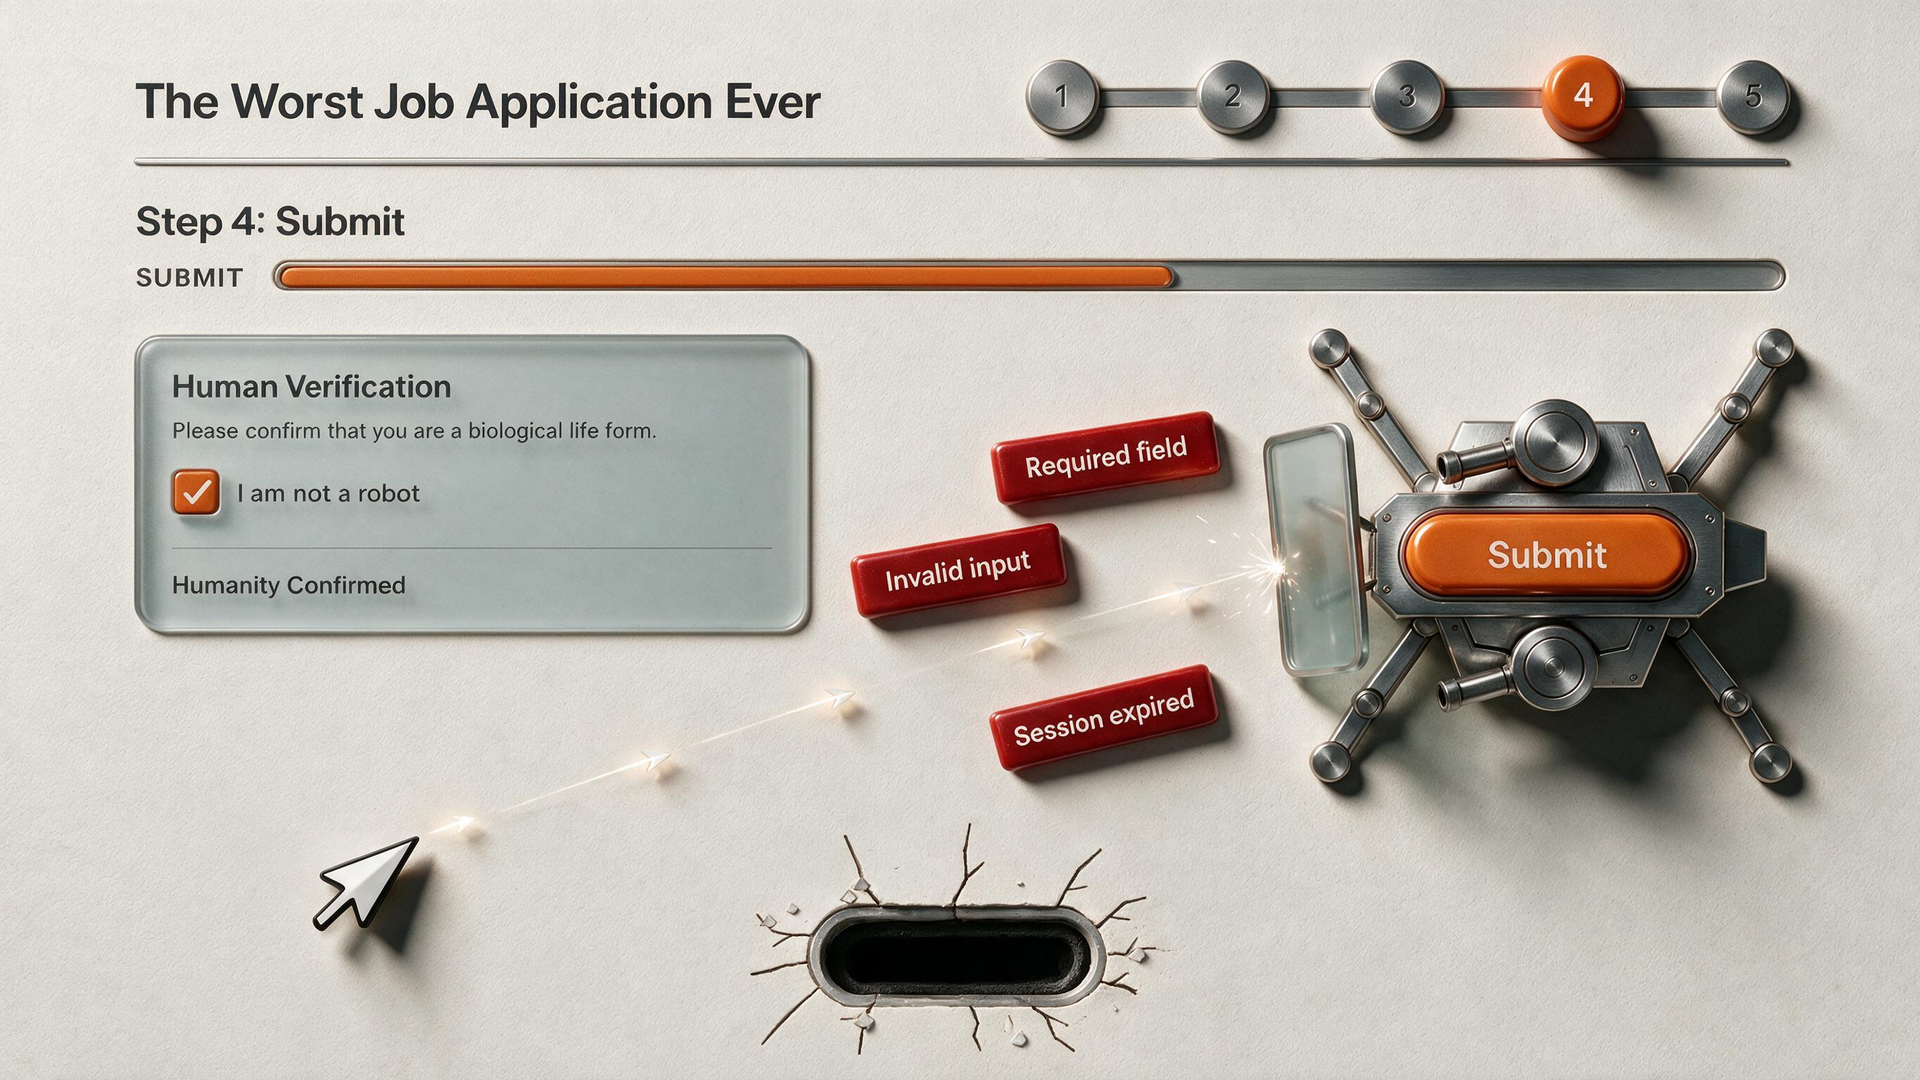 The Worst Job Application Ever
1 2 3 4 5
Step 4: Submit
SUBMIT
Human Verification
Please confirm that you are a biological life form.
I am not a robot
Humanity Confirmed
Required field
Invalid input
Session expired
Submit